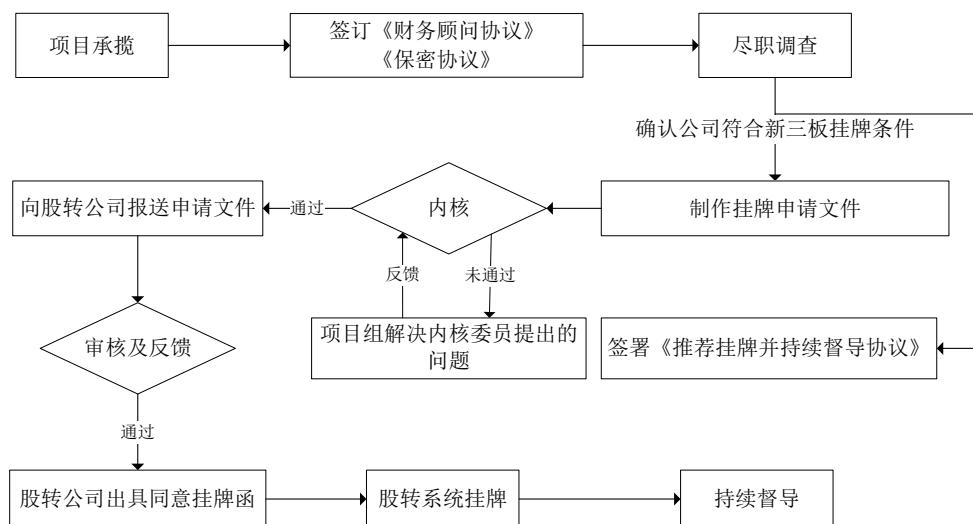 项目承揽
签订《财务顾问协议》
《保密协议》
尽职调查
确认公司符合新三板挂牌条件
向股转公司报送申请文件
通过
内核
制作挂牌申请文件
反馈
未通过
审核及反馈
项目组解决内核委员提出的
问题
签署《推荐挂牌并持续督导协议》
通过
股转公司出具同意挂牌函
股转系统挂牌
持续督导